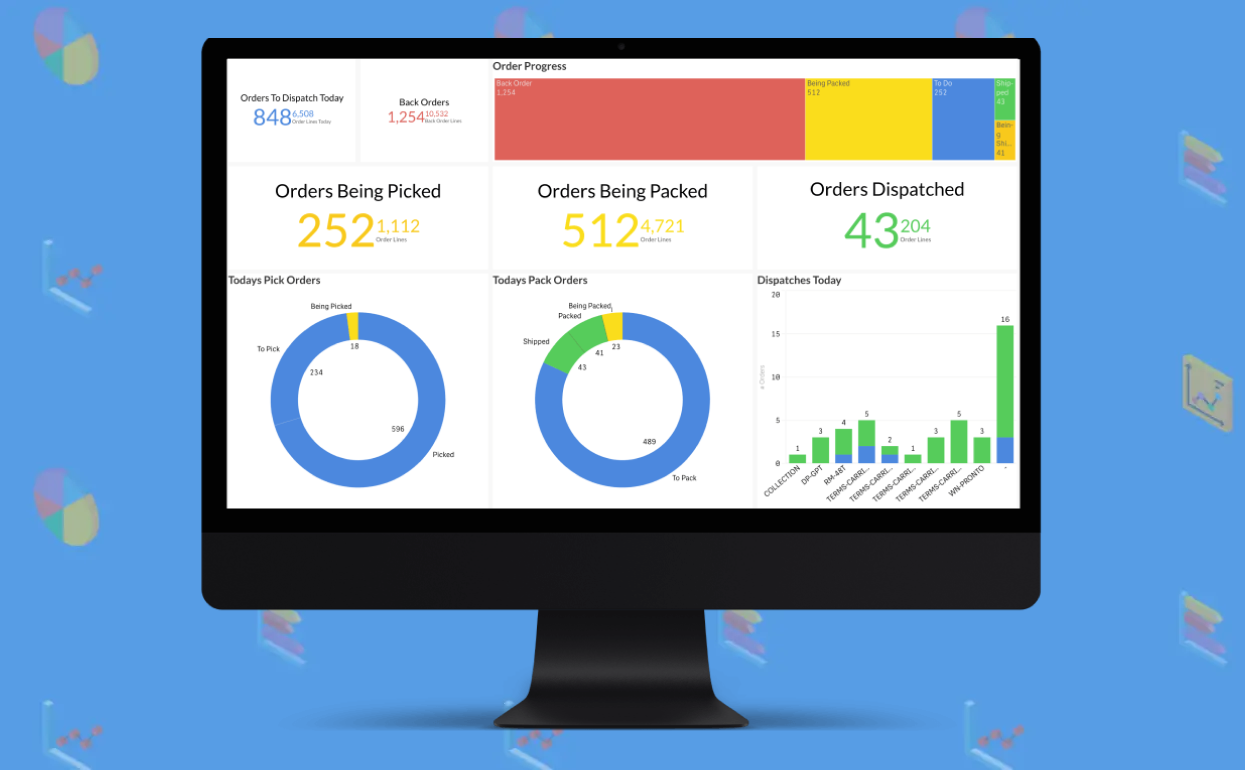 Orders To Dispatch Today
848 6,508
Order Lines Today
Back Orders
1,254 10,532
Back Order Lines
Order Progress
Back Order
1,254
Being Packed
512
To Do
252
Ship-
ped
43
Bein-
g
Shi...
41
Orders Being Picked
252 1,112
Order Lines
Orders Being Packed
512 4,721
Order Lines
Orders Dispatched
43 204
Order Lines
Todays Pick Orders
Being Picked
18
To Pick
234
596
Picked
Todays Pack Orders
Being Packed
Packed
Shipped
23
41
43
489
To Pack
Dispatches Today
# Orders
20
15
10
5
0
1
3
4
5
2
1
3
5
3
16
COLLECTION
DP-GPT
RM-48T
TERMS-CARRI...
TERMS-CARRI...
TERMS-CARRI...
TERMS-CARRI...
WN-PRONTO
-